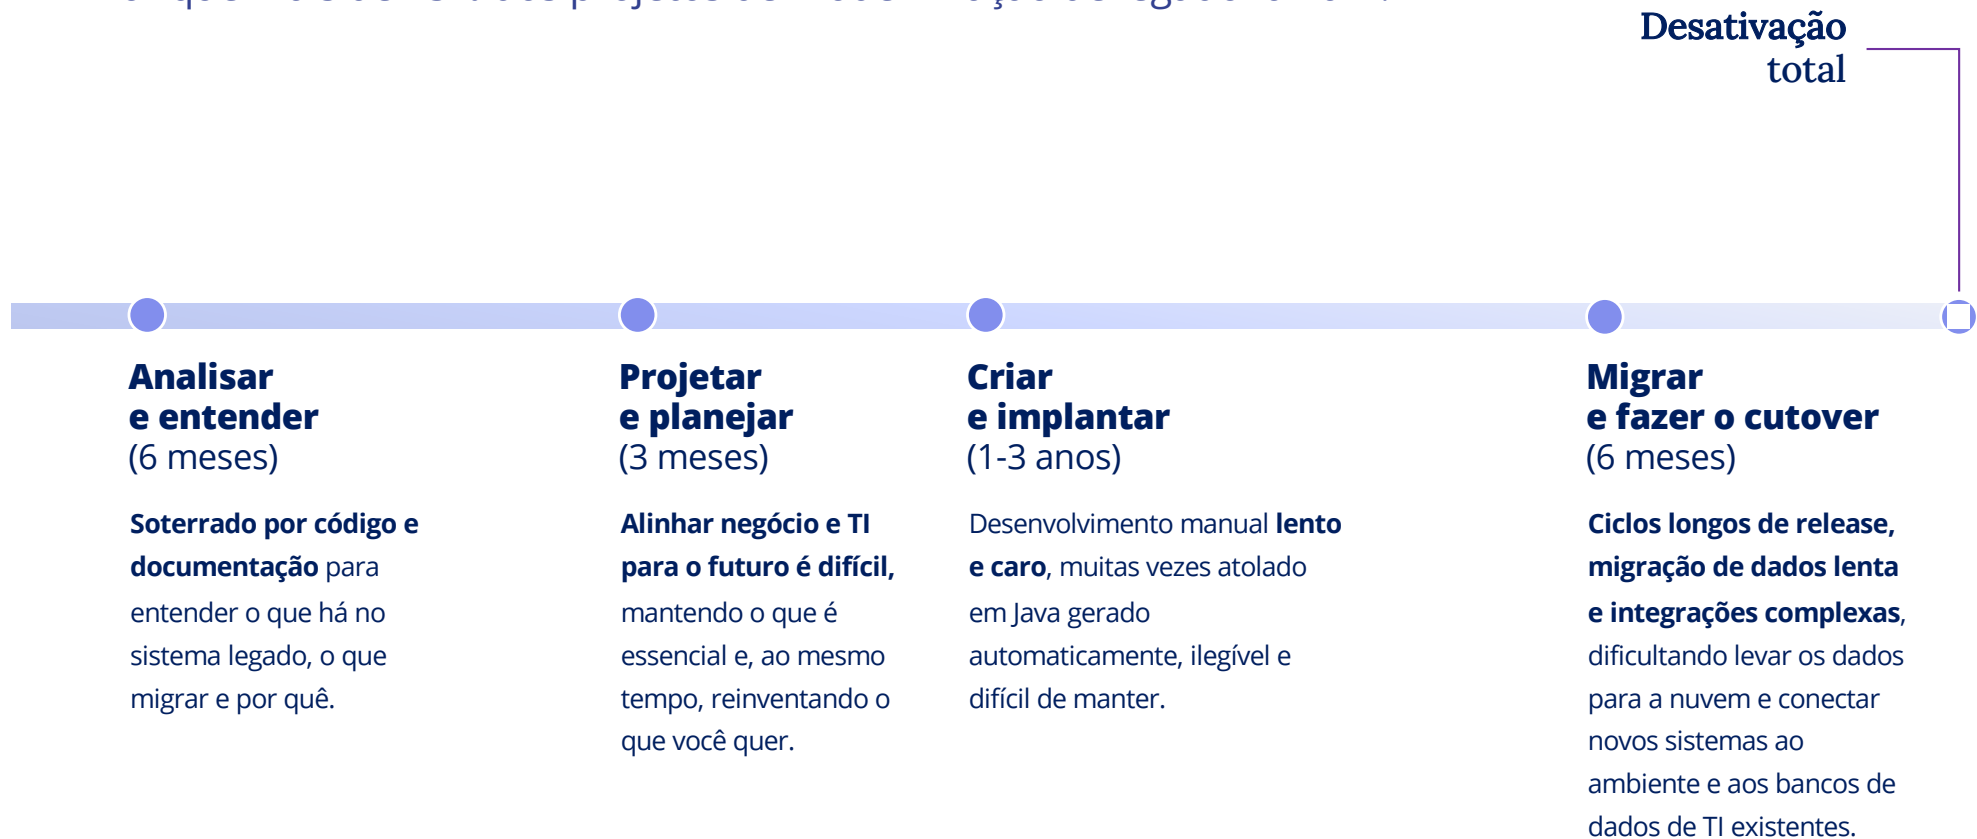 Desativação
total
Analisar
e entender
(6 meses)
Soterrado por código e
documentação para
entender o que há no
sistema legado, o que
migrar e por quê.
Projetar
e planejar
(3 meses)
Alinhar negócio e TI
para o futuro é difícil,
mantendo o que é
essencial e, ao mesmo
tempo, reinventando o
que você quer.
Criar
e implantar
(1-3 anos)
Desenvolvimento manual lento
e caro, muitas vezes atolado
em Java gerado
automaticamente, ilegível e
difícil de manter.
Migrar
e fazer o cutover
(6 meses)
Ciclos longos de release,
migração de dados lenta
e integrações complexas,
dificultando levar os dados
para a nuvem e conectar
novos sistemas ao
ambiente e aos bancos de
dados de TI existentes.